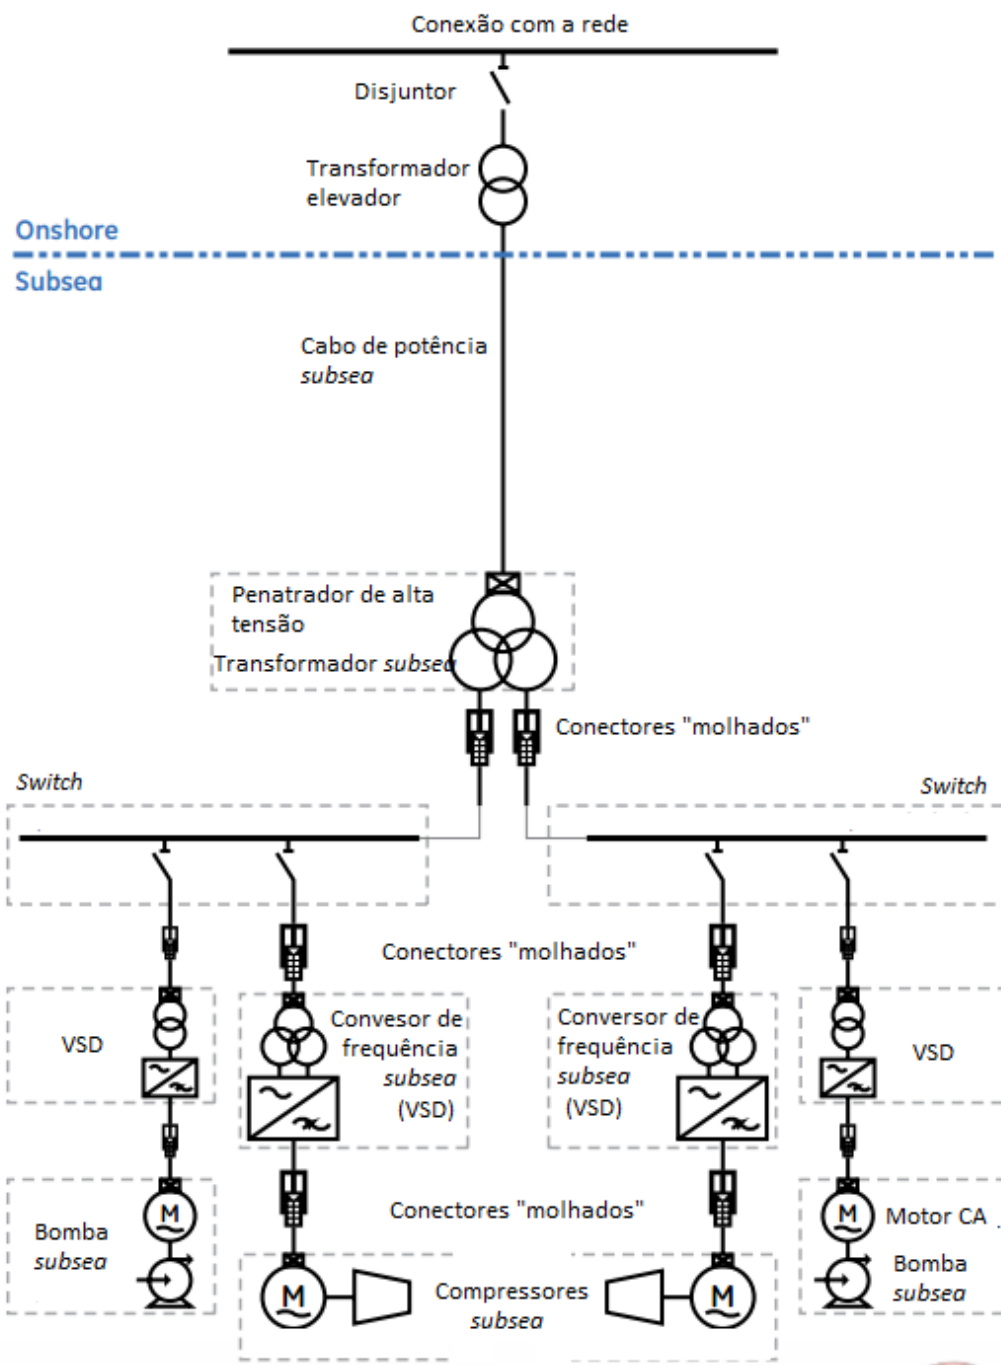 Conexão com a rede
Disjuntor
Transformador
elevador
Onshore
Subsea
Cabo de potência
subsea
Penatrador de alta
tensão
Transformador subsea
Conectores "molhados"
Switch
Switch
Conectores "molhados"
VSD
Convesor de
frequência
subsea
(VSD)
Conversor de
frequência
subsea
(VSD)
VSD
Conectores "molhados"
M
Bomba
subsea
M
Compressores
subsea
M
M
Motor CA
Bomba
subsea